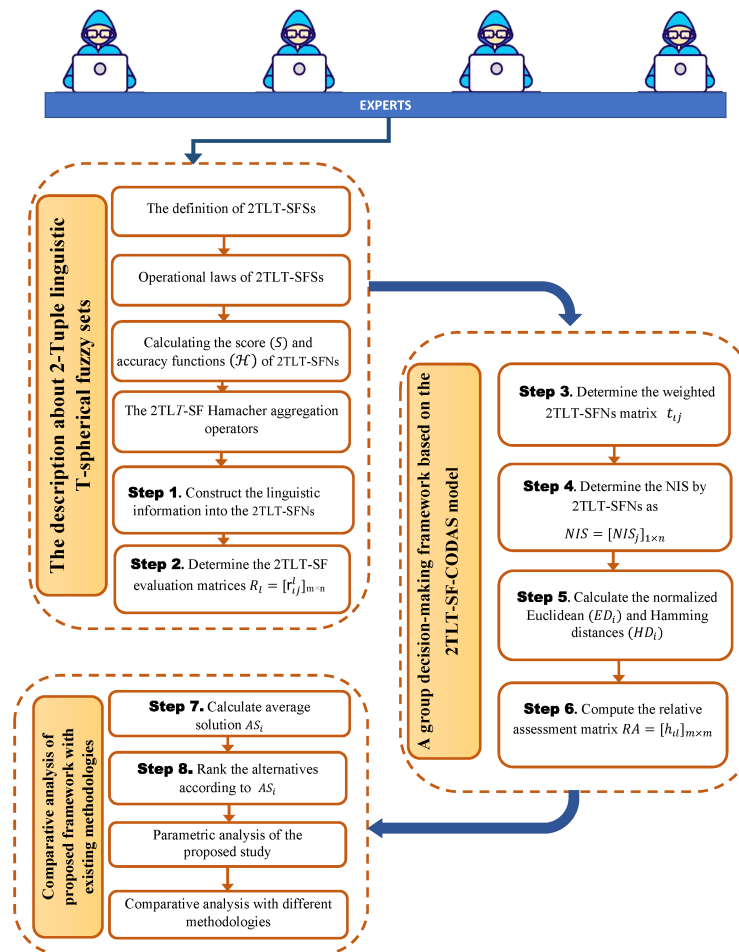 EXPERTS
The description about 2-Tuple linguistic
T-spherical fuzzy sets
The definition of 2TLT-SFSs
Operational laws of 2TLT-SFSs
Calculating the score (S) and
accuracy functions (ℋ) of 2TLT-SFNs
The 2TLT-SF Hamacher aggregation
operators
Step 1. Construct the linguistic
information into the 2TLT-SFNs
Step 2. Determine the 2TLT-SF
evaluation matrices R_l = [r_{ij}^l]_{m×n}
A group decision-making framework based on the
2TLT-SF-CODAS model
Step 3. Determine the weighted
2TLT-SFNs matrix t_{ij}
Step 4. Determine the NIS by
2TLT-SFNs as
NIS = [NIS_j]_{1×n}
Step 5. Calculate the normalized
Euclidean (ED_i) and Hamming
distances (HD_i)
Step 6. Compute the relative
assessment matrix RA = [h_{il}]_{m×m}
Comparative analysis of
proposed framework with
existing methodologies
Step 7. Calculate average
solution AS_i
Step 8. Rank the alternatives
according to AS_i
Parametric analysis of the
proposed study
Comparative analysis with different
methodologies